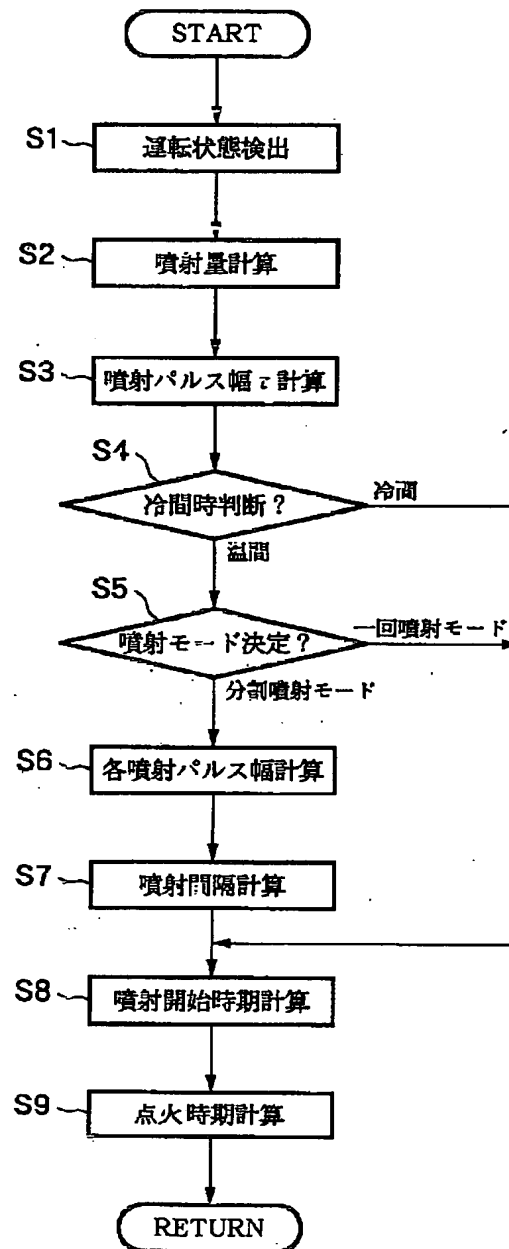 START
S1
運転状態検出
S2
噴射量計算
S3
噴射パルス幅τ計算
S4
冷間時判断?
冷間
温間
S5
噴射モード決定?
一回噴射モード
分割噴射モード
S6
各噴射パルス幅計算
S7
噴射間隔計算
S8
噴射開始時期計算
S9
点火時期計算
RETURN